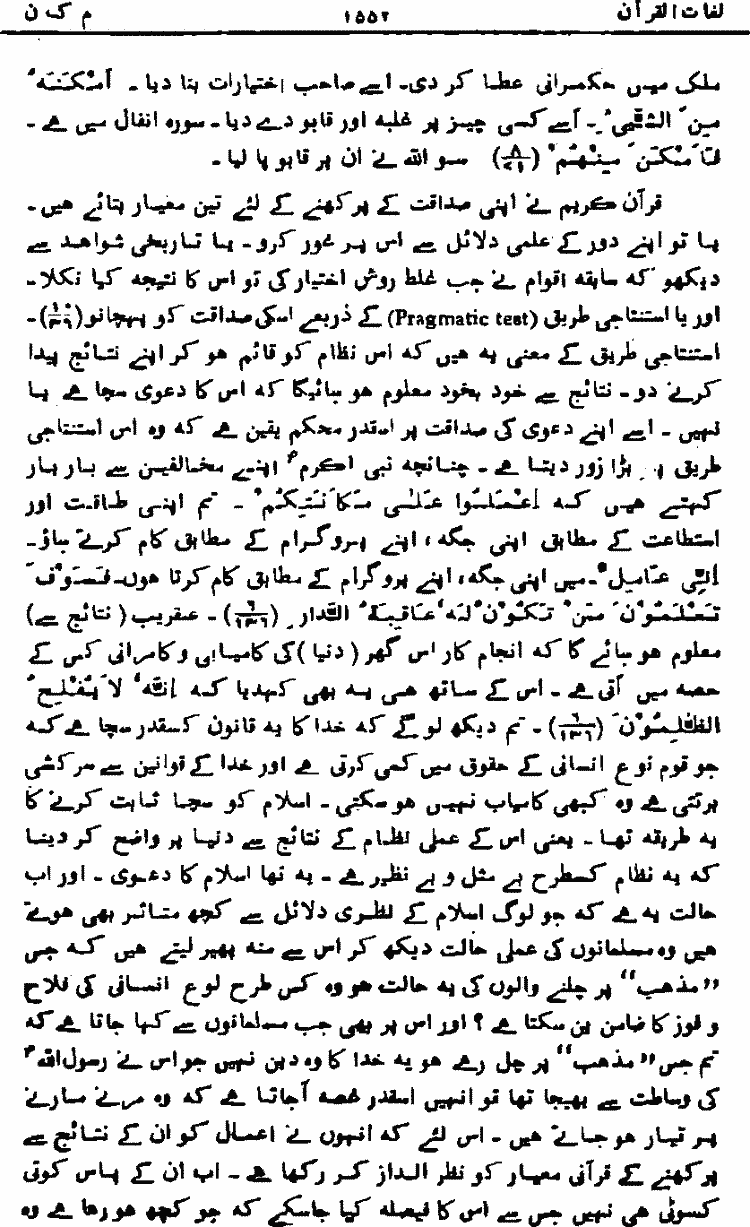 لغات القرآن ۱۵۵۲ م ک ن
ملک میں حکمرانی عطا کر دی۔ اسے صاحب اختیارات بنا دیا۔ اَمْکَنَہٗ
مِنَ الشَّیْءِ۔ اسے کسی چیز پر غلبہ اور قابو دے دیا۔ سورہ انفال میں ہے۔
فَاَمْکَنَ مِنْھُمْ (۸/۷۱) سو اللہ نے ان پر قابو پا لیا۔
قرآن کریم نے اپنی صداقت کے پرکھنے کے لئے تین معیار بتائے ہیں۔
یا تو اپنے دور کے علمی دلائل سے اس پر غور کرو۔ یا تاریخی شواھد سے
دیکھو کہ سابقہ اقوام نے جب غلط روش اختیار کی تو اس کا نتیجہ کیا نکلا۔
اور یا استنتاجی طریق (Pragmatic test) کے ذریعے اسکی صداقت کو پہچانو۔
استنتاجی طریق کے معنی یہ ہیں کہ اس نظام کو قائم ہو کر اپنے نتائج پیدا
کرنے دو۔ نتائج سے خود بخود معلوم ہو جائیگا کہ اس کا دعوی سچا ہے یا
نہیں۔ اسے اپنے دعوی کی صداقت پر اسقدر محکم یقین ہے کہ وہ اس استنتاجی
طریق پر بڑا زور دیتا ہے۔ چنانچہ نبی اکرمؐ اپنے مخالفین سے بار بار
کہتے ہیں کہ اِعْمَلُوْا عَلٰی مَکَانَتِکُمْ۔ تم اپنی طاقت اور
استطاعت کے مطابق اپنی جگہ، اپنے پروگرام کے مطابق کام کرتے جاؤ۔
اِنِّی عَامِلٌ۔ میں اپنی جگہ، اپنے پروگرام کے مطابق کام کرتا ہوں۔ فَسَوْفَ
تَعْلَمُوْنَ مَنْ تَکُوْنُ لَہٗ عَاقِبَۃُ الدَّارِ (۶/۱۳۶)۔ عنقریب (نتائج سے)
معلوم ہو جائے گا کہ انجام کار اس گھر (دنیا) کی کامیابی و کامرانی کس کے
حصہ میں آتی ہے۔ اس کے ساتھ ہی یہ بھی کہدیا کہ اِنَّہٗ لَا یُفْلِحُ
الظّٰلِمُوْنَ (۶/۱۳۶)۔ تم دیکھ لو گے کہ خدا کا یہ قانون کسقدر سچا ہے کہ
جو قوم نوع انسانی کے حقوق میں کمی کرتی ہے اور خدا کے قوانین سے سرکشی
برتتی ہے وہ کبھی کامیاب نہیں ہو سکتی۔ اسلام کو سچا ثابت کرنے کا
یہ طریقہ تھا۔ یعنی اس کے عملی نظام کے نتائج سے دنیا پر واضح کر دینا
کہ یہ نظام کسطرح بے مثل و بے نظیر ہے۔ یہ تھا اسلام کا دعوی۔ اور اب
حالت یہ ہے کہ جو لوگ اسلام کے نظری دلائل سے کچھ متاثر بھی ہوتے
ہیں وہ مسلمانوں کی عملی حالت دیکھ کر اس سے منہ پھیر لیتے ہیں کہ جس
”مذہب“ پر چلنے والوں کی یہ حالت ہو وہ کس طرح نوع انسانی کی فلاح
و فوز کا ضامن بن سکتا ہے؟ اور اس پر بھی جب مسلمانوں سے کہا جاتا ہے کہ
تم جس ”مذہب“ پر چل رہے ہو یہ خدا کا وہ دین نہیں جو اس نے رسول اللہؐ
کی وساطت سے بھیجا تھا تو انہیں اسقدر غصہ آجاتا ہے کہ وہ مرنے مارنے
پر تیار ہو جاتے ہیں۔ اس لئے کہ انہوں نے اعمال کو ان کے نتائج سے
پرکھنے کے قرآنی معیار کو نظر انداز کر رکھا ہے۔ اب ان کے پاس کوئی
کسوٹی ہی نہیں جس سے اس کا فیصلہ کیا جاسکے کہ جو کچھ ہو رہا ہے وہ